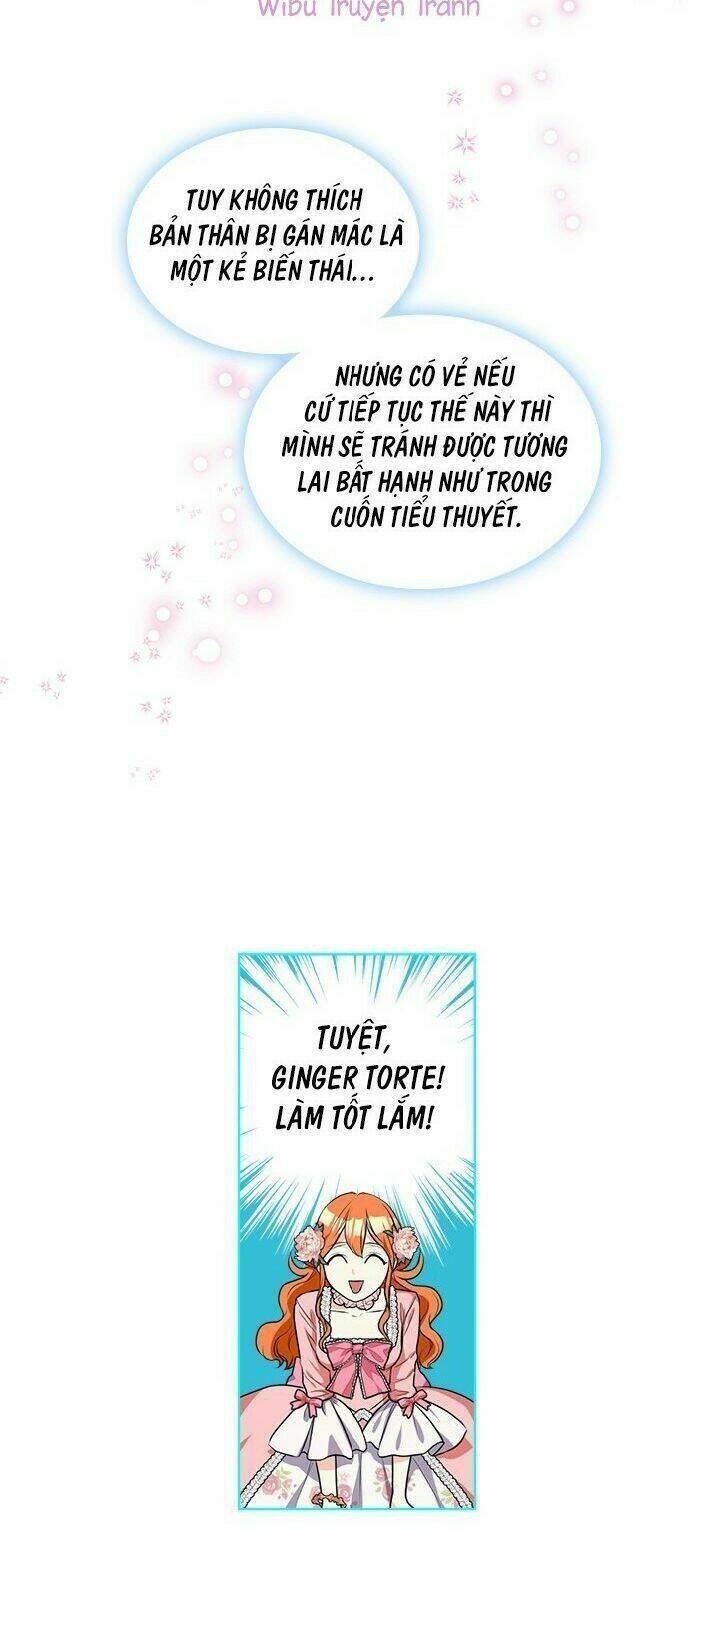 Wibu Truyện Tranh
TUY KHÔNG THÍCH
BẢN THÂN BỊ GÁN MÁC LÀ
MỘT KẺ BIẾN THÁI...
NHƯNG CÓ VẺ NẾU
CỨ TIẾP TỤC THẾ NÀY THÌ
MÌNH SẼ TRÁNH ĐƯỢC TƯƠNG
LAI BẤT HẠNH NHƯ TRONG
CUỐN TIỂU THUYẾT.
TUYỆT,
GINGER TORTE!
LÀM TỐT LẮM!